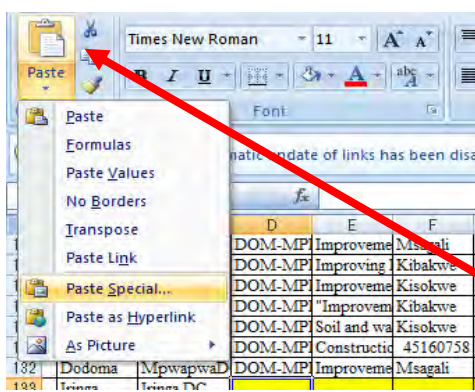 Times New Roman 11 A A
Paste B I U A abc
Font
Paste
Formulas
Paste Values
No Borders
Transpose
Paste Link
Paste Special...
Paste as Hyperlink
As Picture
matic update of links has been disa
fx
D E F
DOM-MPI Improveme Msagali
DOM-MPI Improving I Kibakwe
DOM-MPI Improveme Kisokwe
DOM-MPI "Improvem Kibakwe
DOM-MPI Soil and wa Kisokwe
DOM-MPI Constructic 45160758
132 Dodoma MpwapwaD DOM-MPI Improveme Msagali
133 Iringa Iringa DC